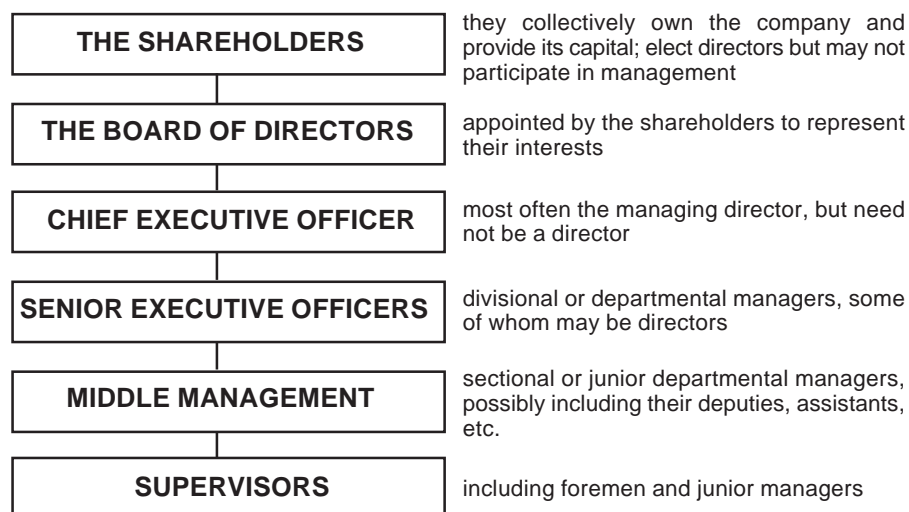 THE SHAREHOLDERS
they collectively own the company and
provide its capital; elect directors but may not
participate in management
THE BOARD OF DIRECTORS
appointed by the shareholders to represent
their interests
CHIEF EXECUTIVE OFFICER
most often the managing director, but need
not be a director
SENIOR EXECUTIVE OFFICERS
divisional or departmental managers, some
of whom may be directors
MIDDLE MANAGEMENT
sectional or junior departmental managers,
possibly including their deputies, assistants,
etc.
SUPERVISORS
including foremen and junior managers